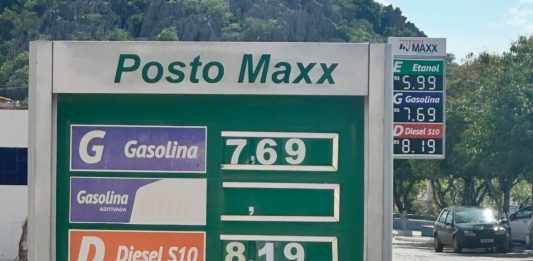 Posto Maxx
G Gasolina 7,69
Gasolina ,
ADITIVADA
D Diesel S10 8,19
MAXX
E Etanol
R$ 5.99
G Gasolina
R$ 7.69
D Diesel S10
R$ 8.19